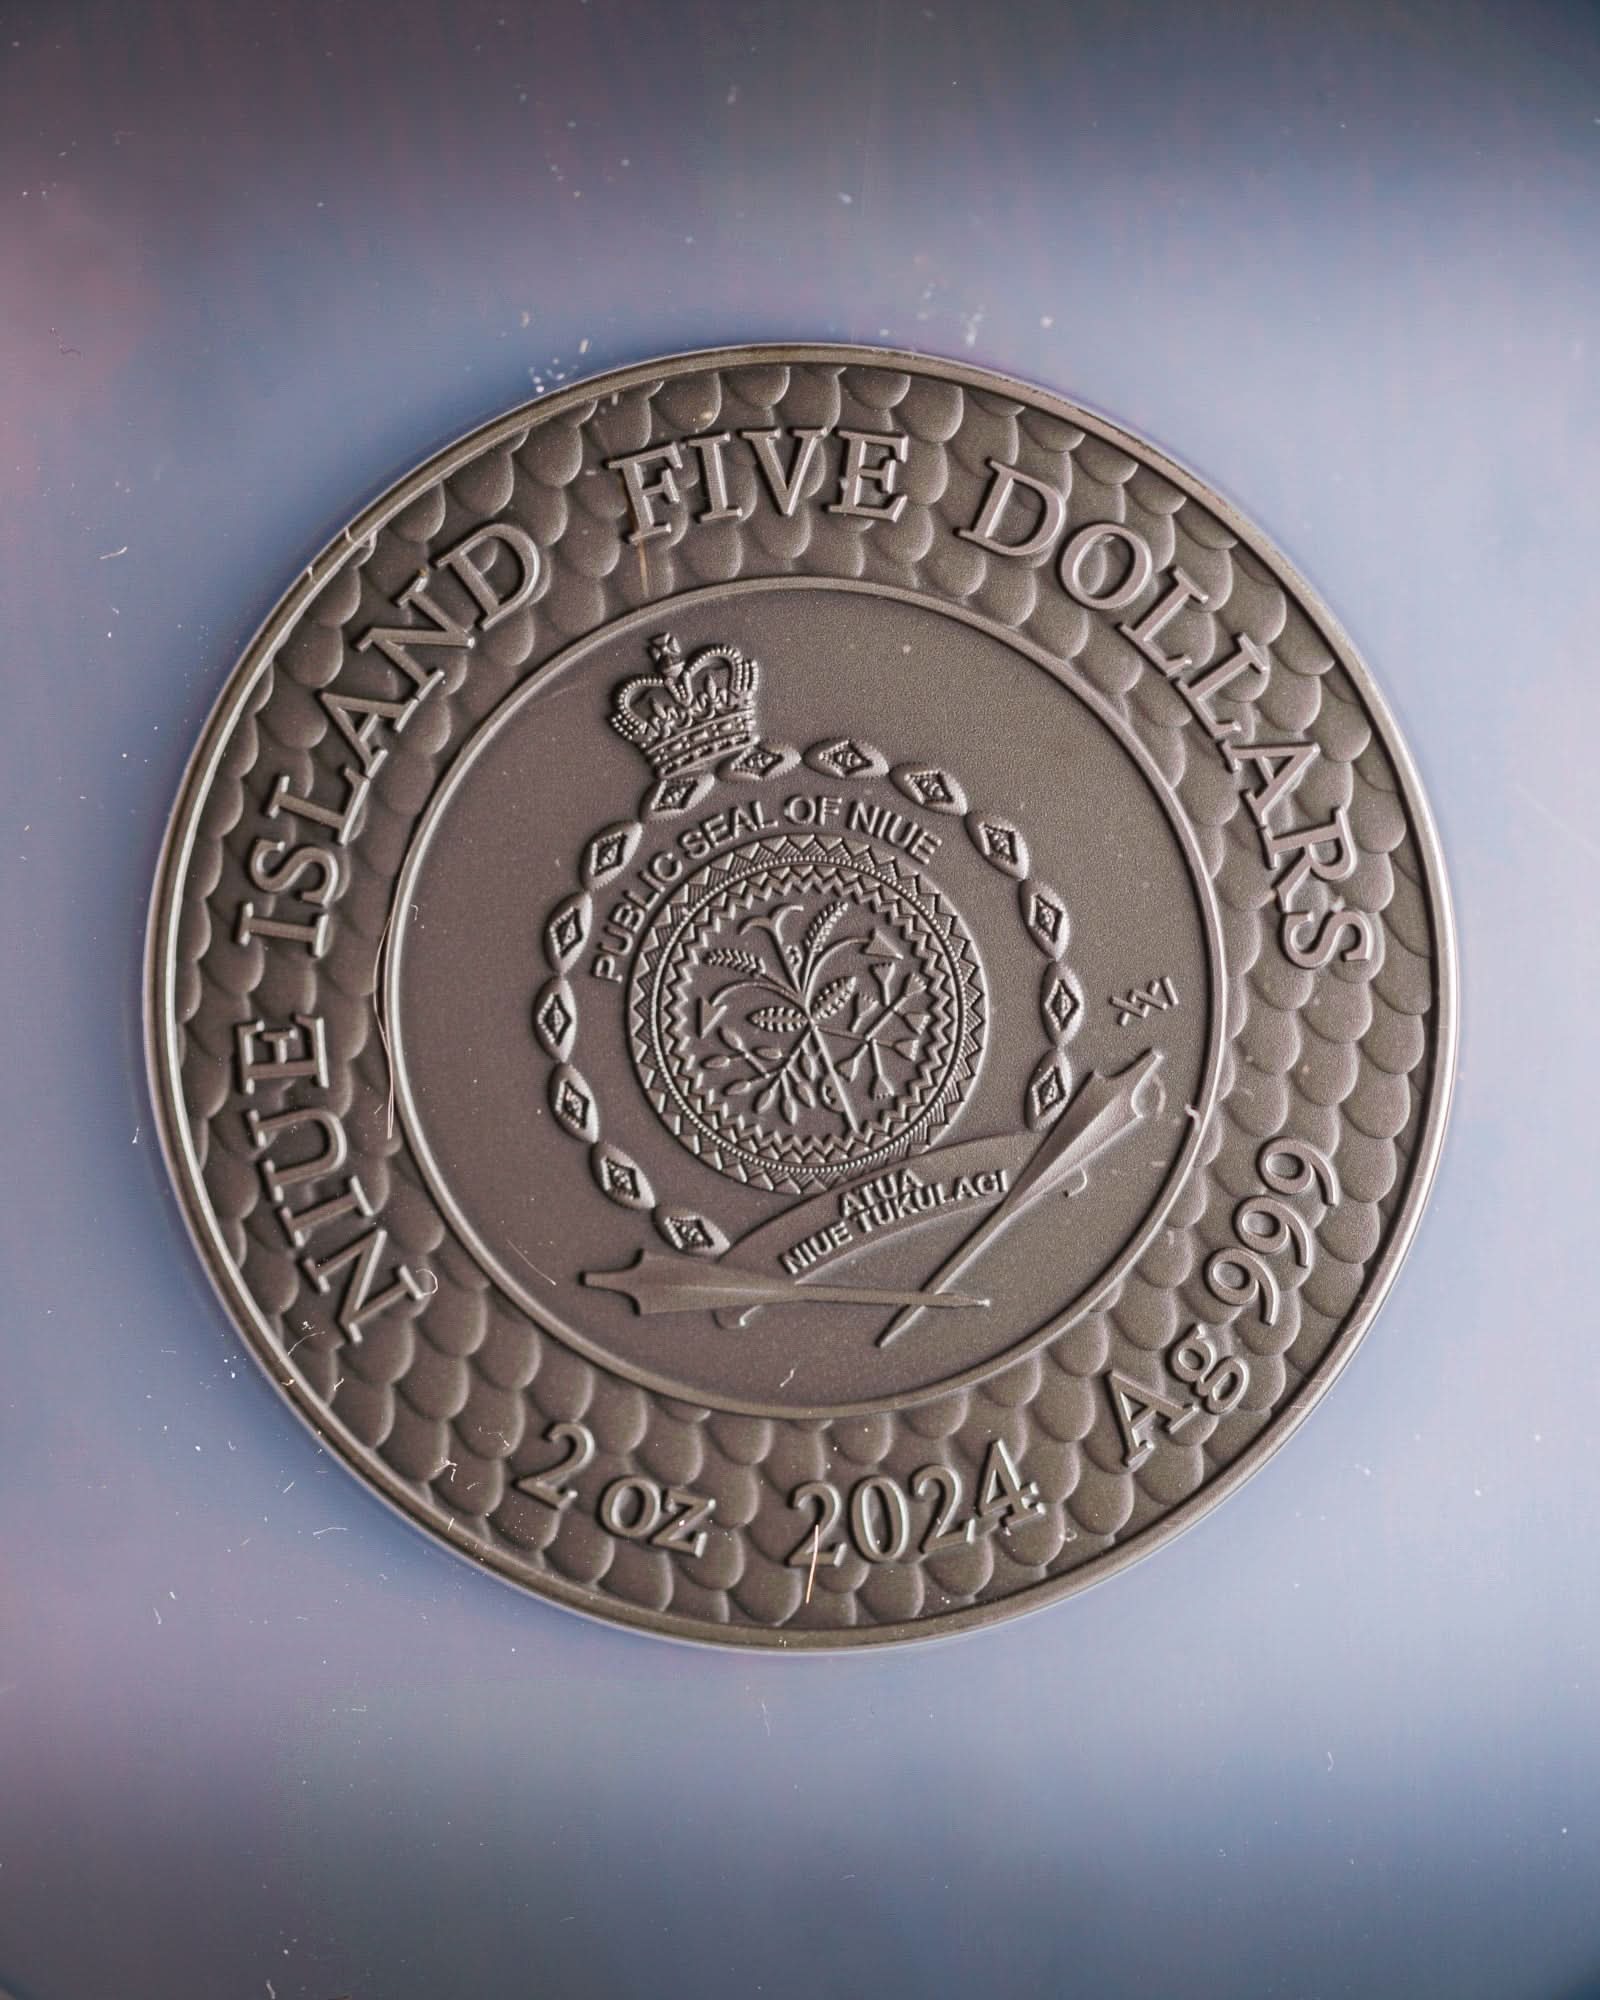 NIUE ISLAND FIVE DOLLARS
PUBLIC SEAL OF NIUE
ATUA
NIUE TUKULAGI
2 oz 2024 Ag 999